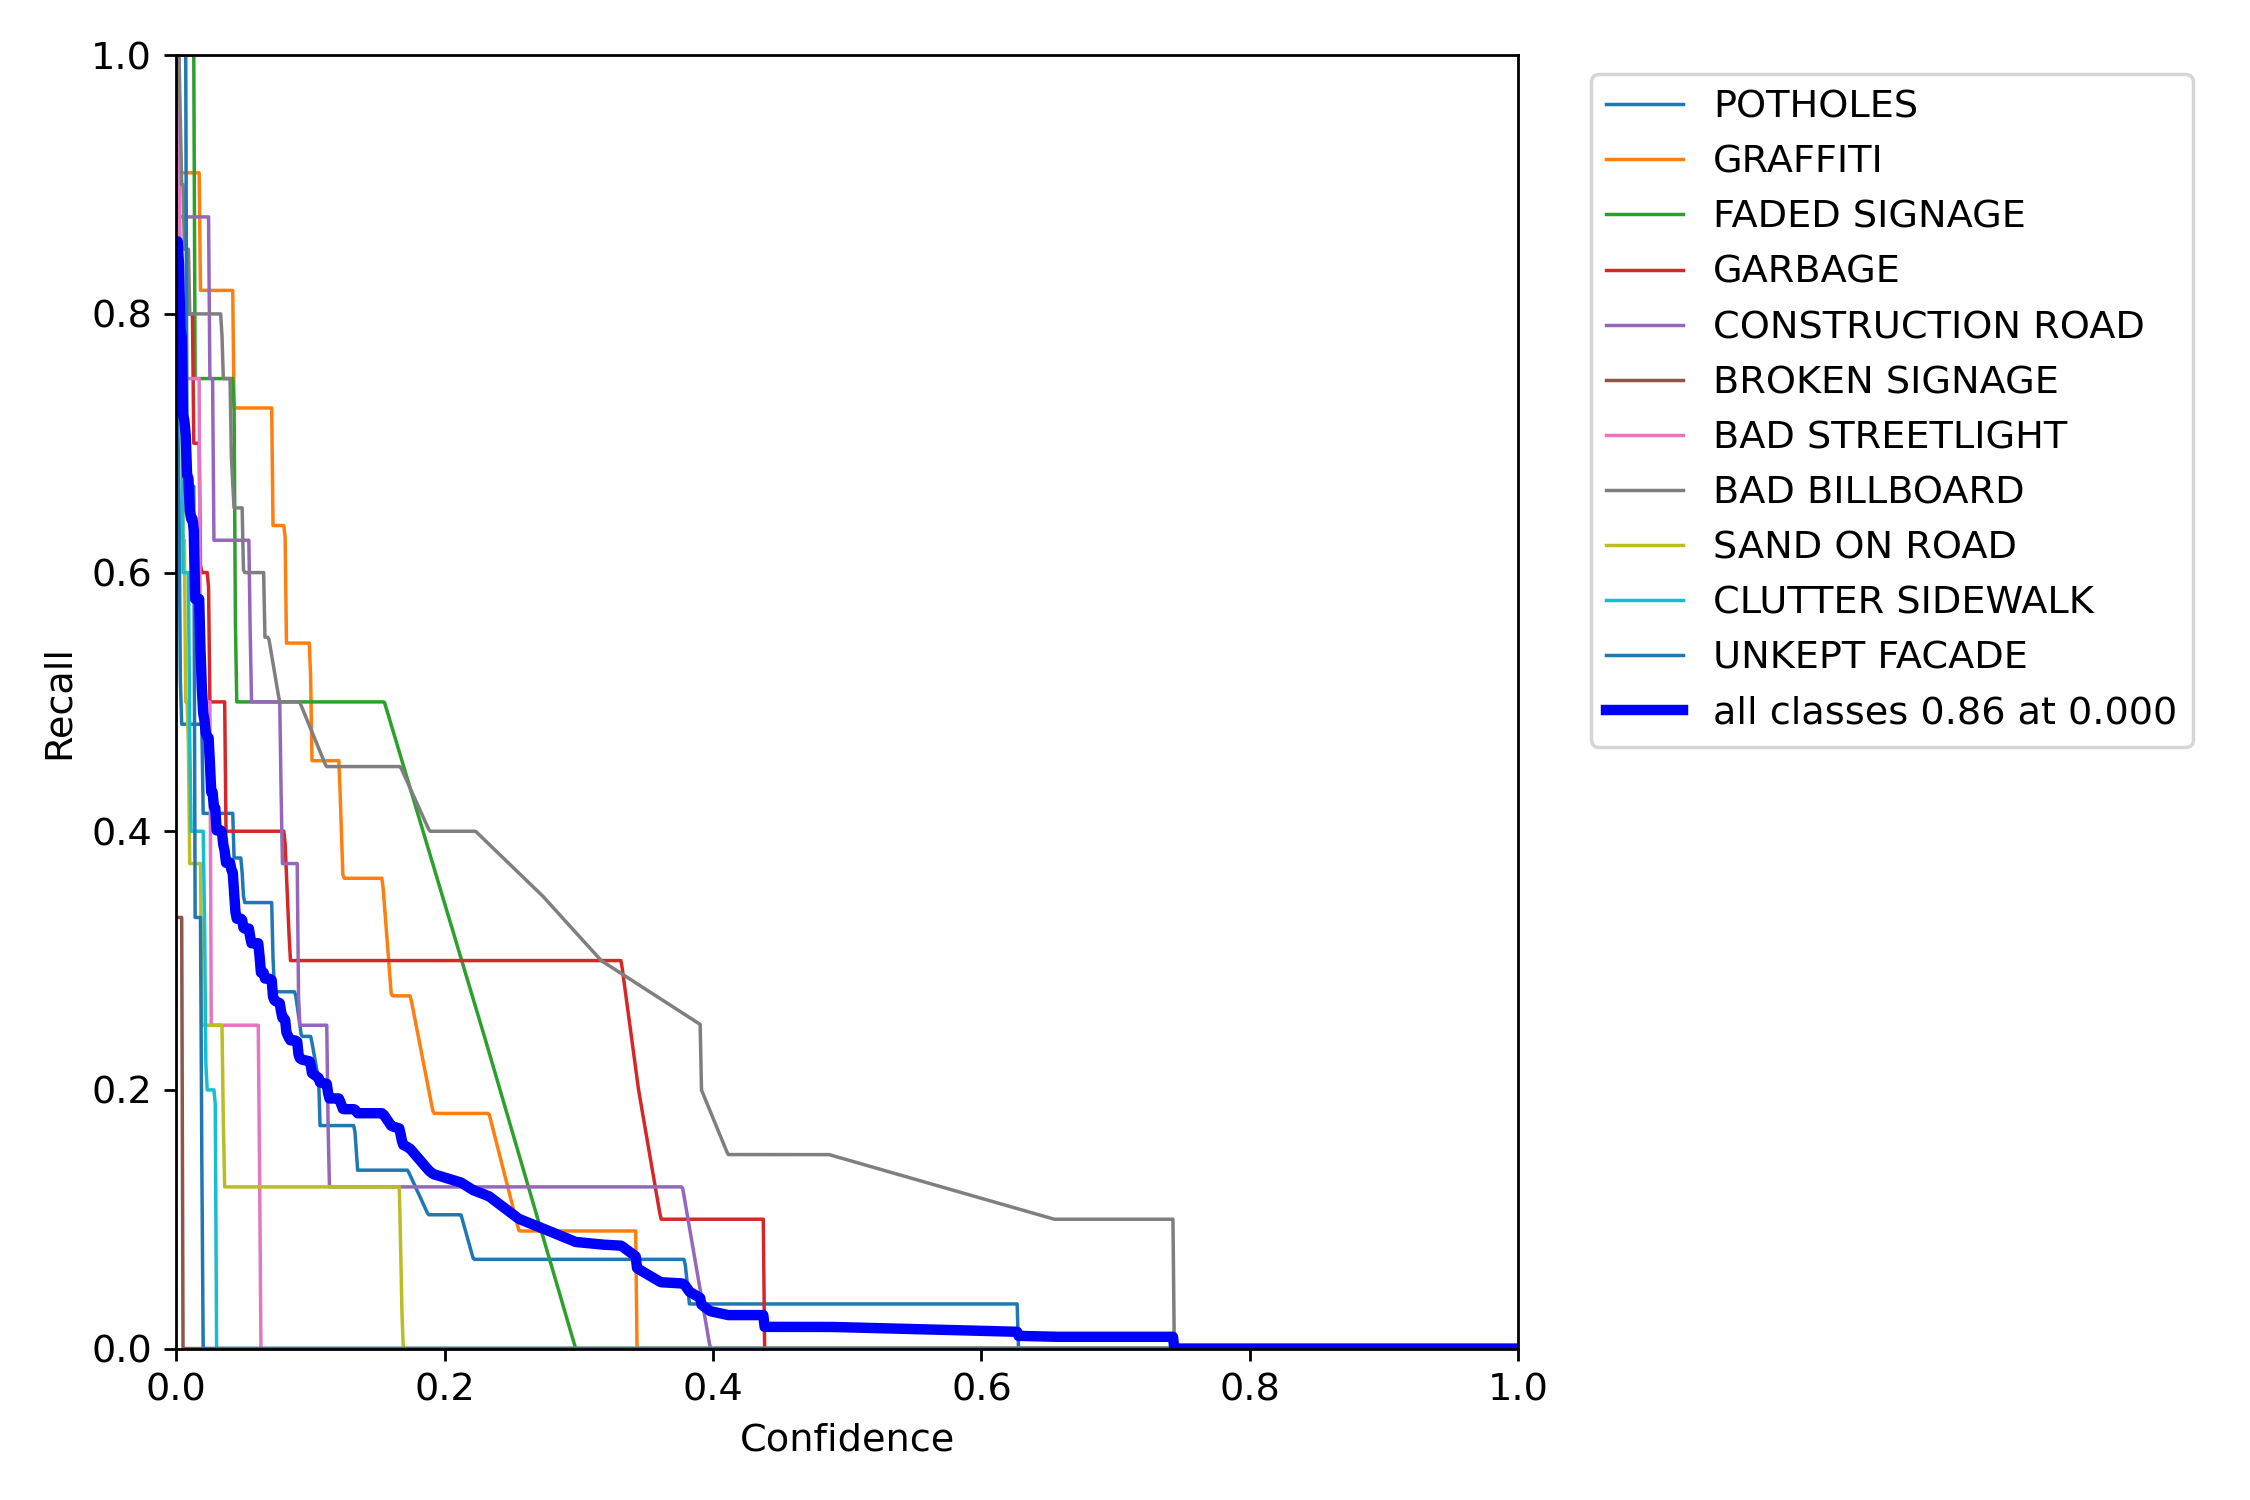 1.0
0.8
0.6
0.4
0.2
0.0
Recall
0.0 0.2 0.4 0.6 0.8 1.0
Confidence
POTHOLES
GRAFFITI
FADED SIGNAGE
GARBAGE
CONSTRUCTION ROAD
BROKEN SIGNAGE
BAD STREETLIGHT
BAD BILLBOARD
SAND ON ROAD
CLUTTER SIDEWALK
UNKEPT FACADE
all classes 0.86 at 0.000